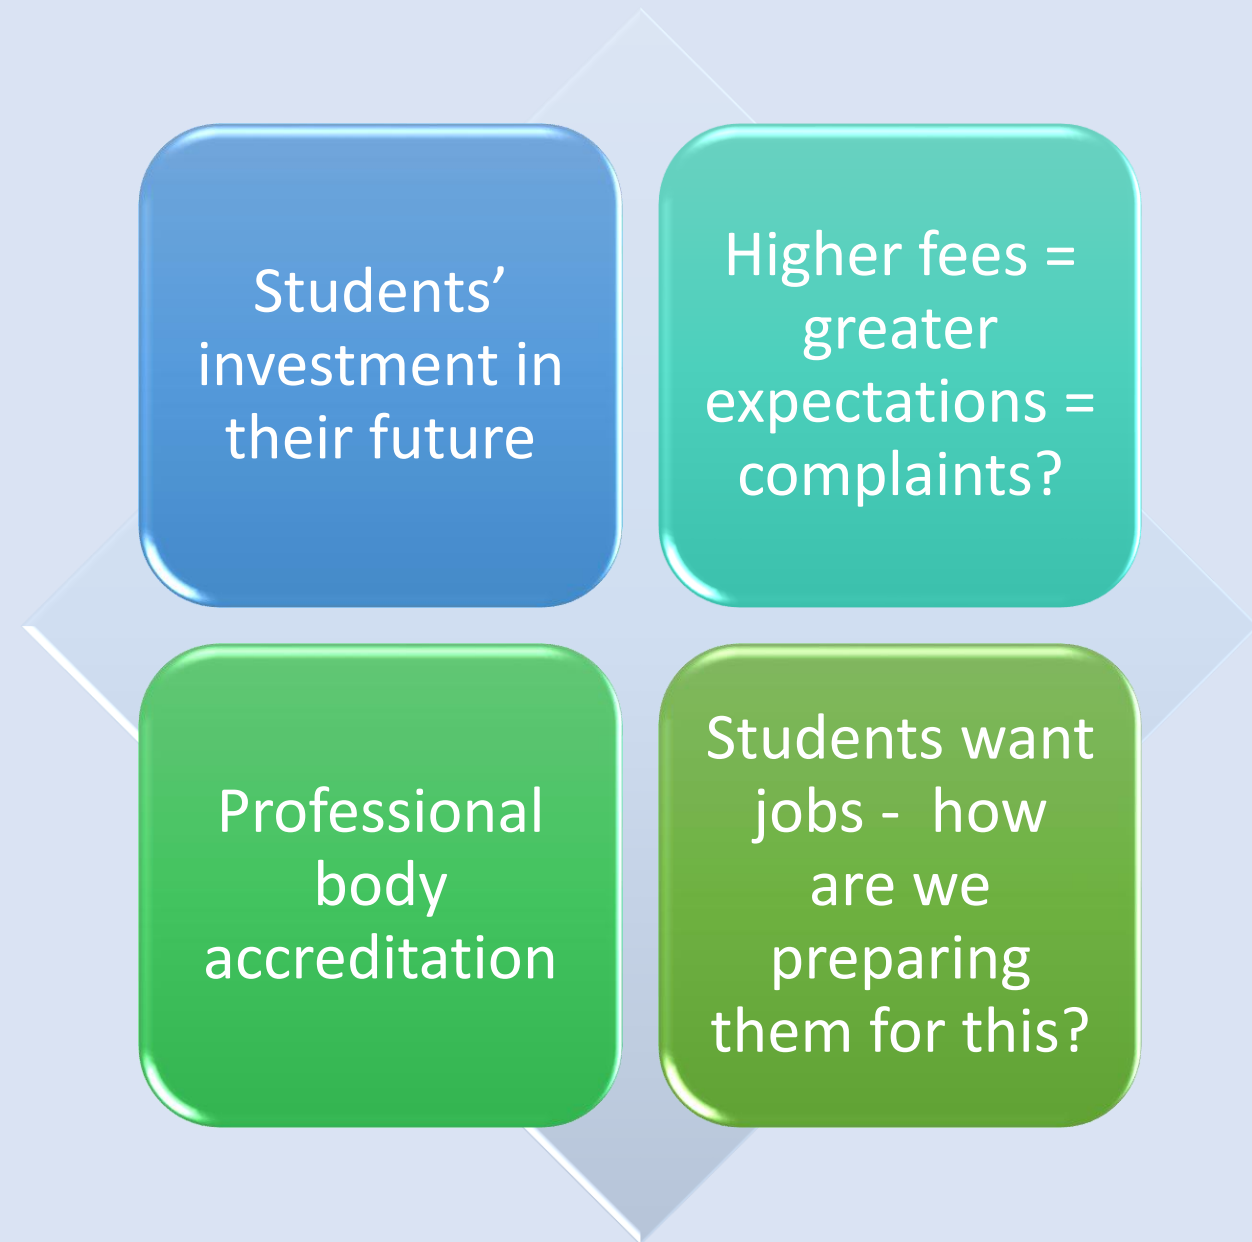 Students’
investment in
their future
Higher fees =
greater
expectations =
complaints?
Professional
body
accreditation
Students want
jobs -  how
are we
preparing
them for this?